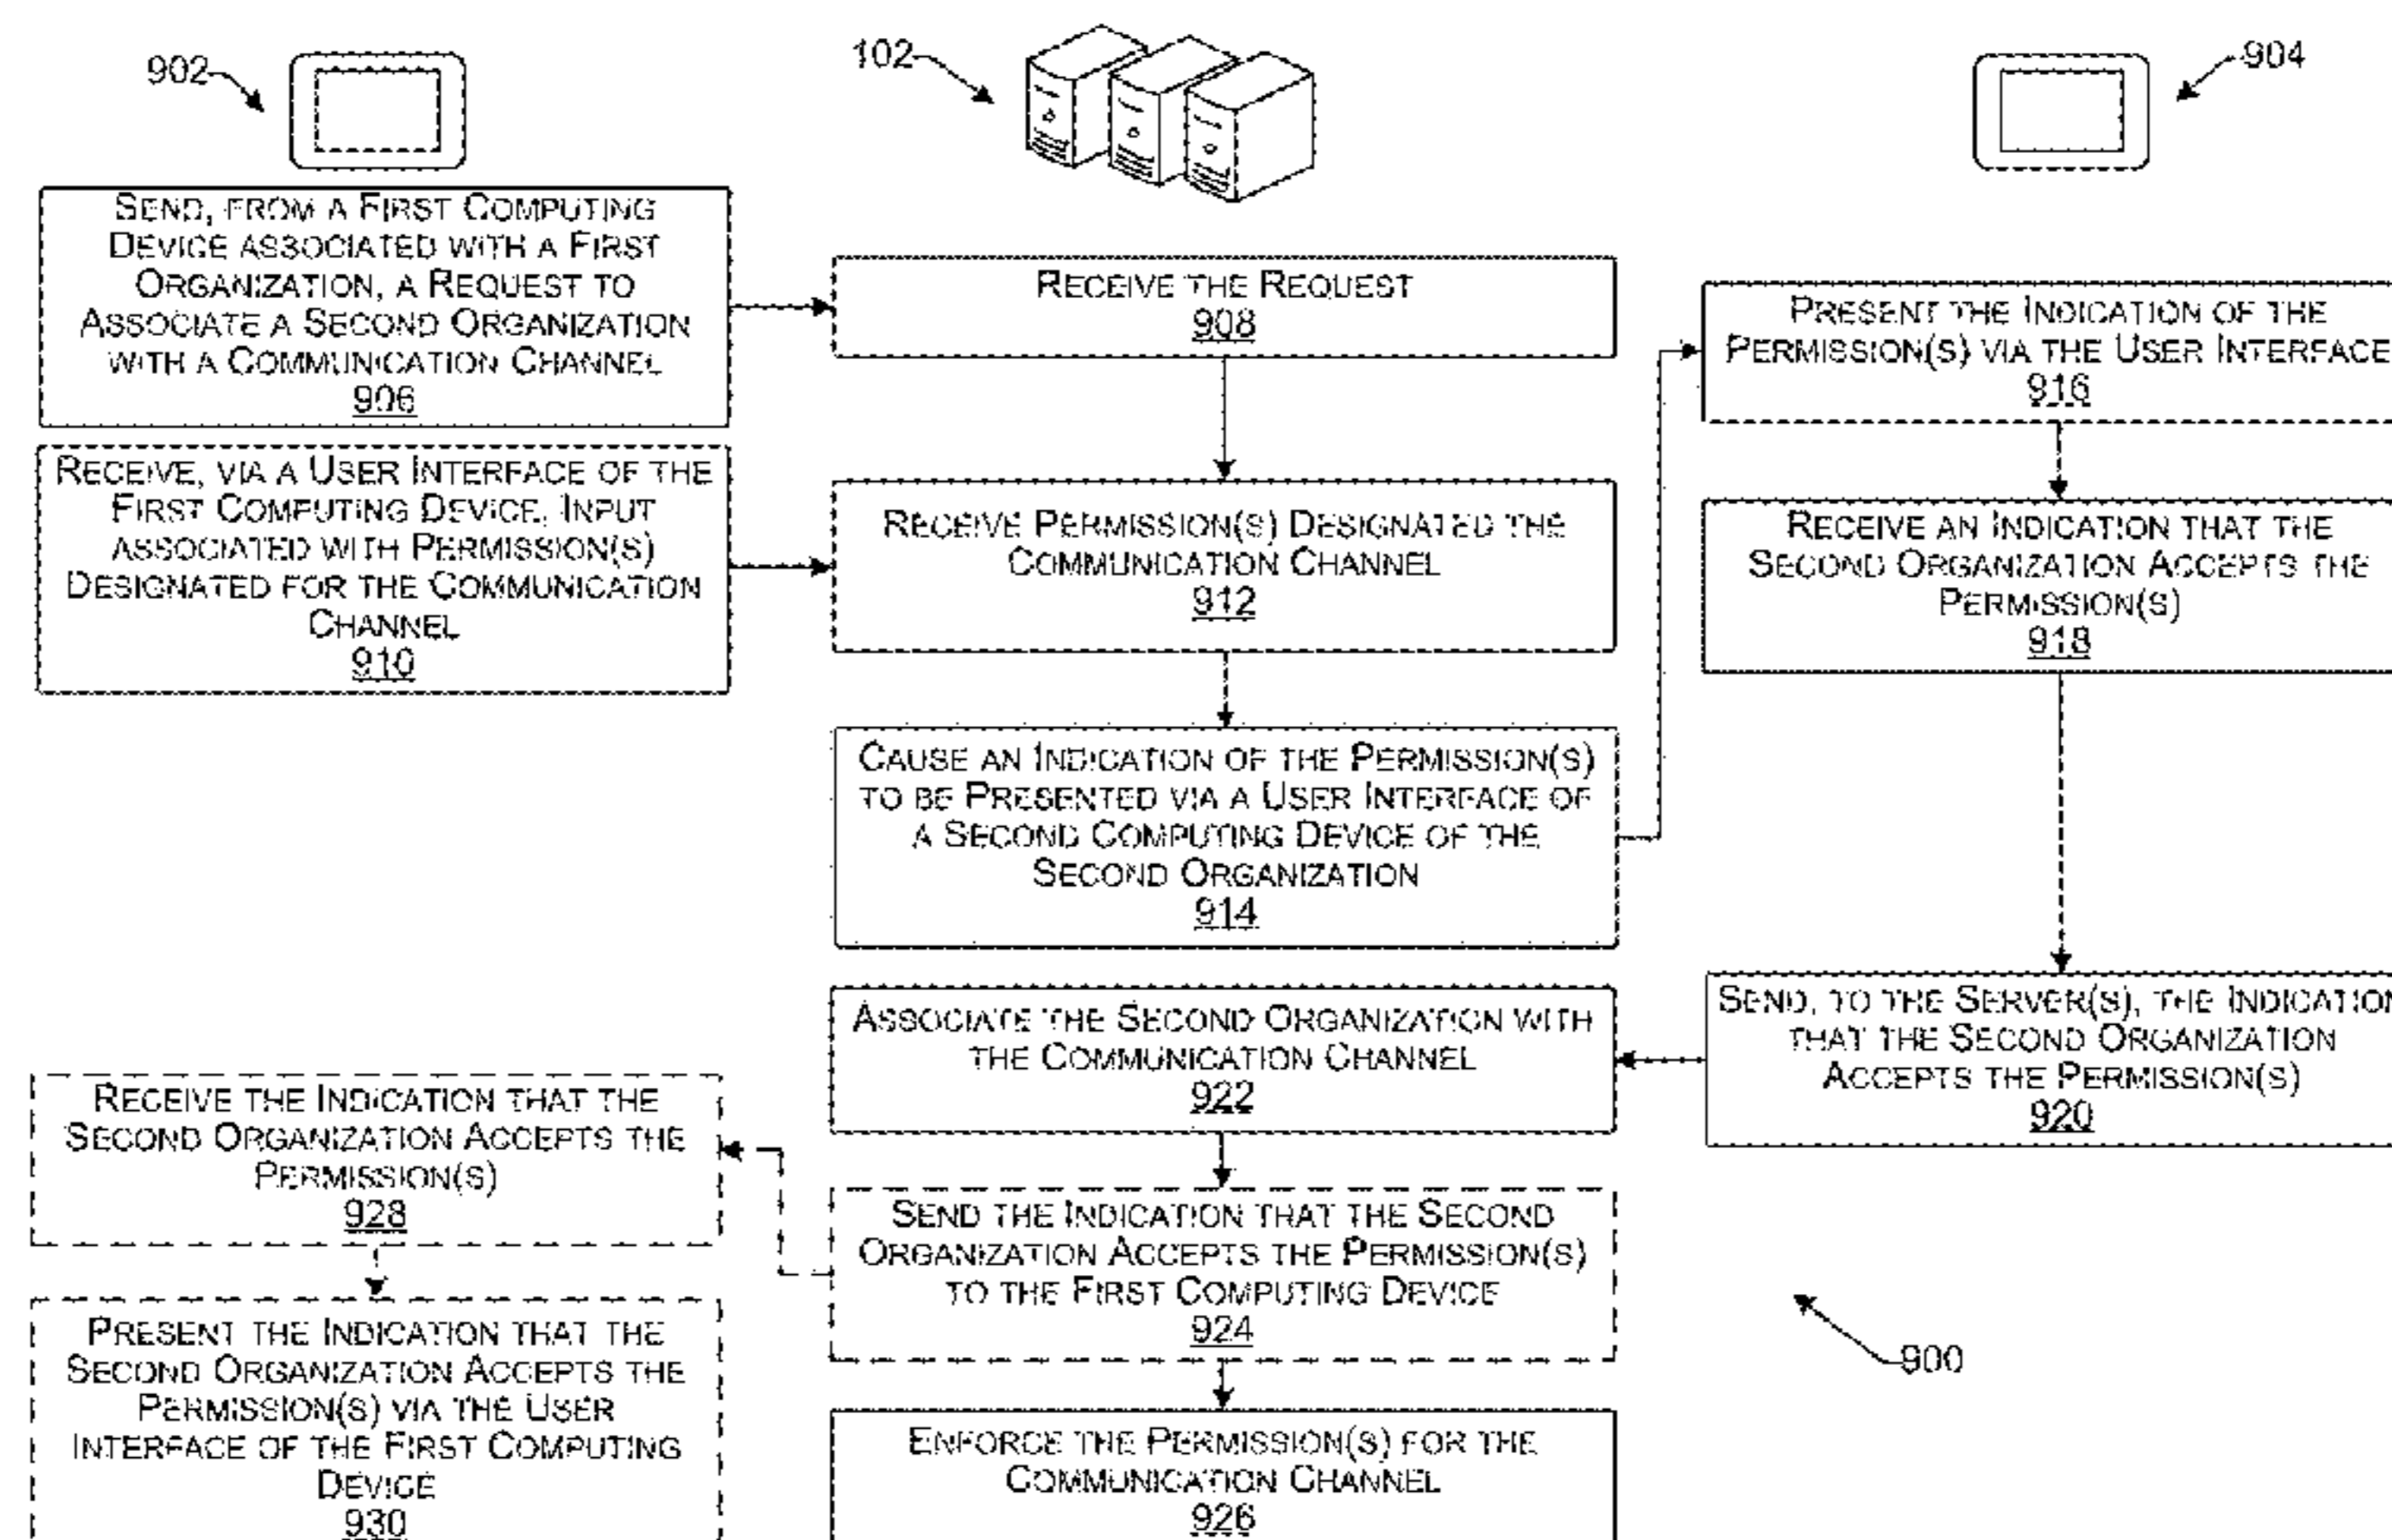 902
102
904
SEND, FROM A FIRST COMPUTING
DEVICE ASSOCIATED WITH A FIRST
ORGANIZATION, A REQUEST TO
ASSOCIATE A SECOND ORGANIZATION
WITH A COMMUNICATION CHANNEL
906
RECEIVE THE REQUEST
908
PRESENT THE INDICATION OF THE
PERMISSION(S) VIA THE USER INTERFACE
916
RECEIVE, VIA A USER INTERFACE OF THE
FIRST COMPUTING DEVICE, INPUT
ASSOCIATED WITH PERMISSION(S)
DESIGNATED FOR THE COMMUNICATION
CHANNEL
910
RECEIVE PERMISSION(S) DESIGNATED THE
COMMUNICATION CHANNEL
912
RECEIVE AN INDICATION THAT THE
SECOND ORGANIZATION ACCEPTS THE
PERMISSION(S)
918
CAUSE AN INDICATION OF THE PERMISSION(S)
TO BE PRESENTED VIA A USER INTERFACE OF
A SECOND COMPUTING DEVICE OF THE
SECOND ORGANIZATION
914
ASSOCIATE THE SECOND ORGANIZATION WITH
THE COMMUNICATION CHANNEL
922
SEND, TO THE SERVER(S), THE INDICATION
THAT THE SECOND ORGANIZATION
ACCEPTS THE PERMISSION(S)
920
RECEIVE THE INDICATION THAT THE
SECOND ORGANIZATION ACCEPTS THE
PERMISSION(S)
928
SEND THE INDICATION THAT THE SECOND
ORGANIZATION ACCEPTS THE PERMISSION(S)
TO THE FIRST COMPUTING DEVICE
924
900
PRESENT THE INDICATION THAT THE
SECOND ORGANIZATION ACCEPTS THE
PERMISSION(S) VIA THE USER
INTERFACE OF THE FIRST COMPUTING
DEVICE
930
ENFORCE THE PERMISSION(S) FOR THE
COMMUNICATION CHANNEL
926